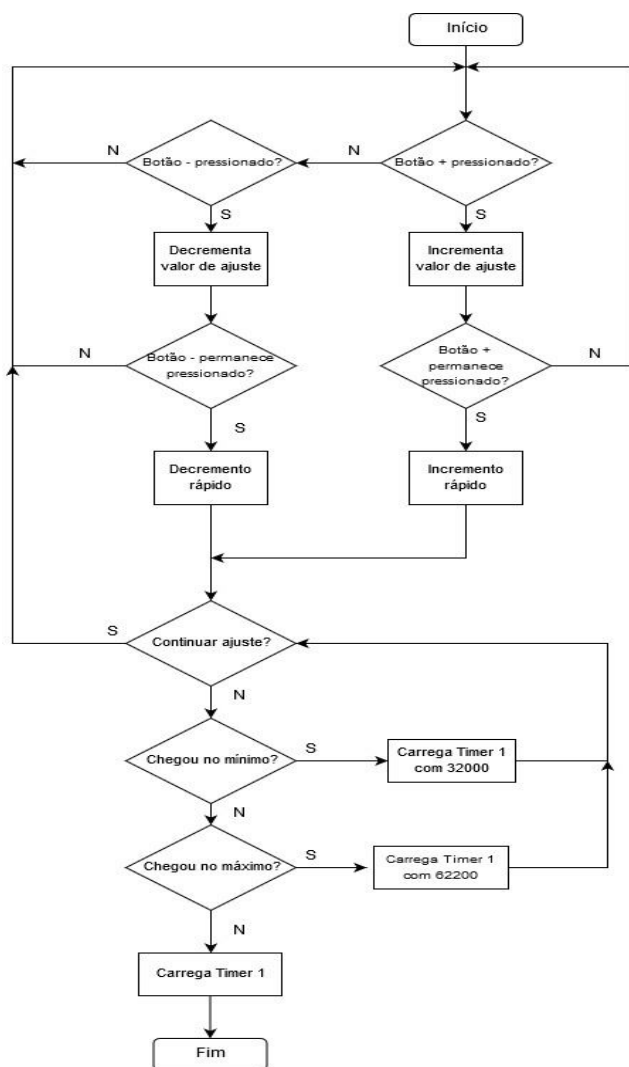 Início
N
Botão - pressionado?
N
Botão + pressionado?
S
S
Decrementa
valor de ajuste
Incrementa
valor de ajuste
N
Botão - permanece
pressionado?
Botão +
permanece
pressionado?
N
S
S
Decremento
rápido
Incremento
rápido
S
Continuar ajuste?
N
Chegou no mínimo?
S
Carrega Timer 1
com 32000
N
Chegou no máximo?
S
Carrega Timer 1
com 62200
N
Carrega Timer 1
Fim